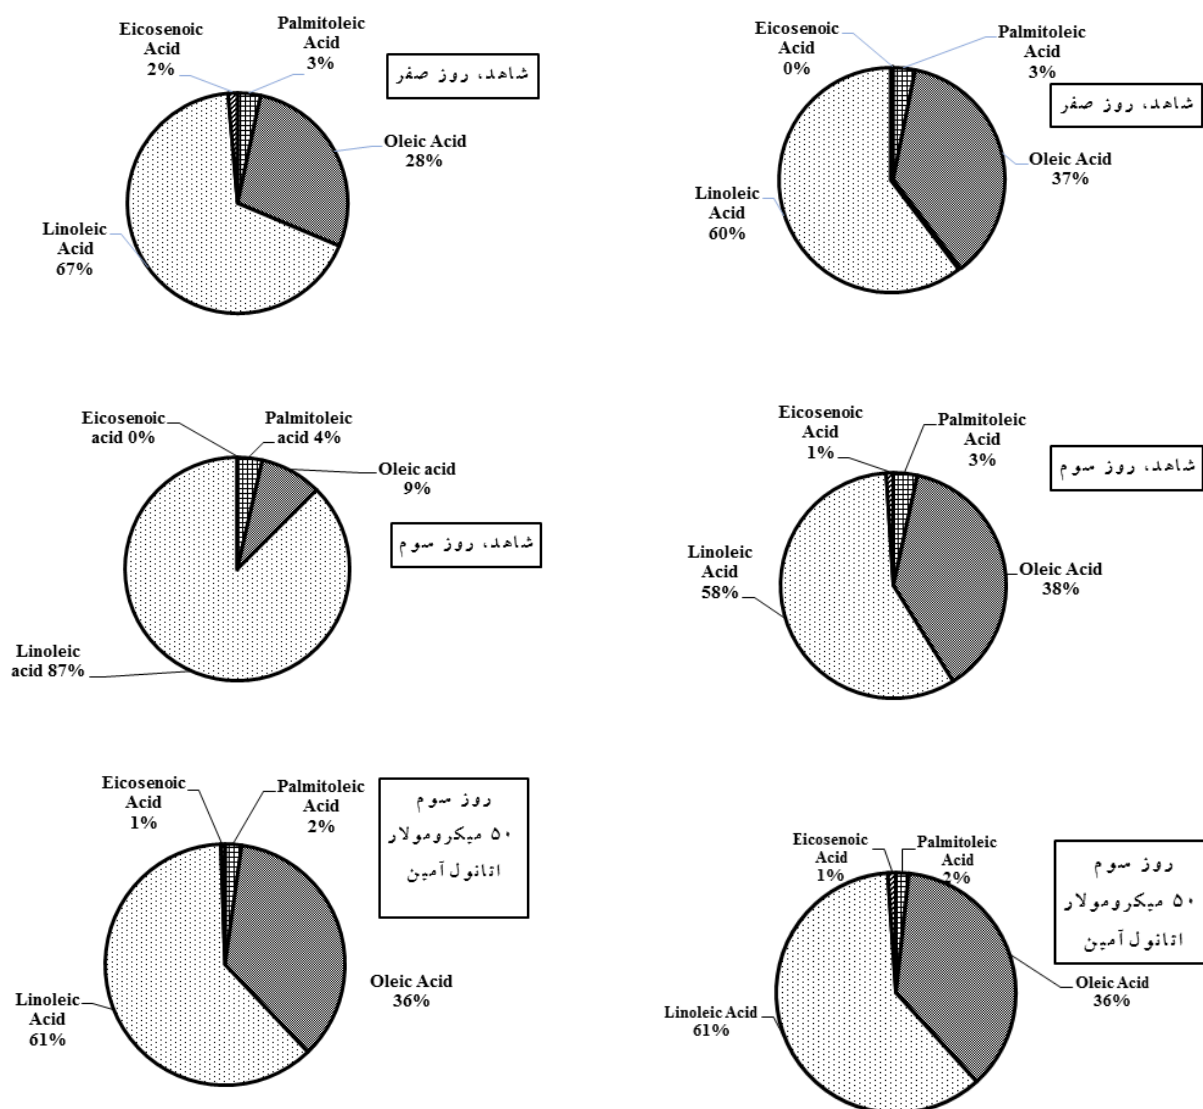 Eicosenoic
Acid
2%
Palmitoleic
Acid
3%
شاهد، روز صفر
Oleic Acid
28%
Linoleic
Acid
67%
Eicosenoic
Acid
0%
Palmitoleic
Acid
3%
شاهد، روز صفر
Oleic Acid
37%
Linoleic
Acid
60%
Eicosenoic
acid 0%
Palmitoleic
acid 4%
Oleic acid
9%
شاهد، روز سوم
Linoleic
acid 87%
Eicosenoic
Acid
1%
Palmitoleic
Acid
3%
شاهد، روز سوم
Linoleic
Acid
58%
Oleic Acid
38%
Eicosenoic
Acid
1%
Palmitoleic
Acid
2%
روز سوم
۵۰ میکرومولار
اتانول آمین
Oleic Acid
36%
Linoleic
Acid
61%
Eicosenoic
Acid
1%
Palmitoleic
Acid
2%
روز سوم
۵۰ میکرومولار
اتانول آمین
Oleic Acid
36%
Linoleic Acid
61%